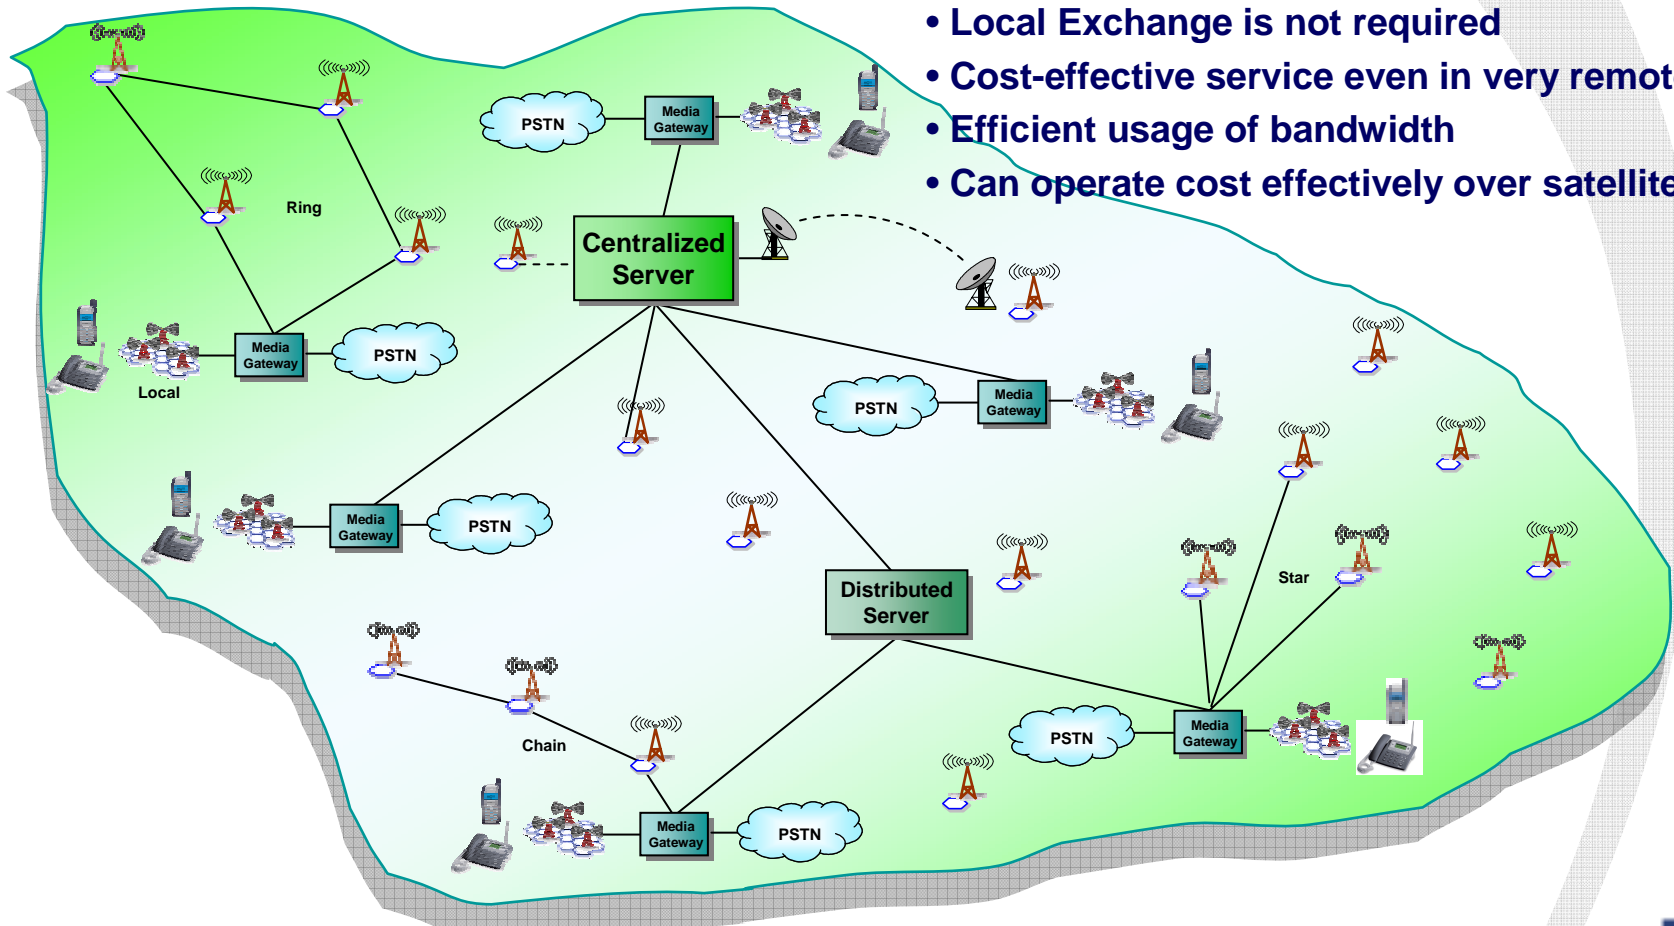 • Local Exchange is not required
• Cost-effective service even in very remot
• Efficient usage of bandwidth
• Can operate cost effectively over satellite
PSTN
Media
Gateway
Ring
Centralized
Server
Media
Gateway
PSTN
Local
PSTN
Media
Gateway
Media
Gateway
PSTN
Distributed
Server
Star
Chain
PSTN
Media
Gateway
Media
Gateway
PSTN